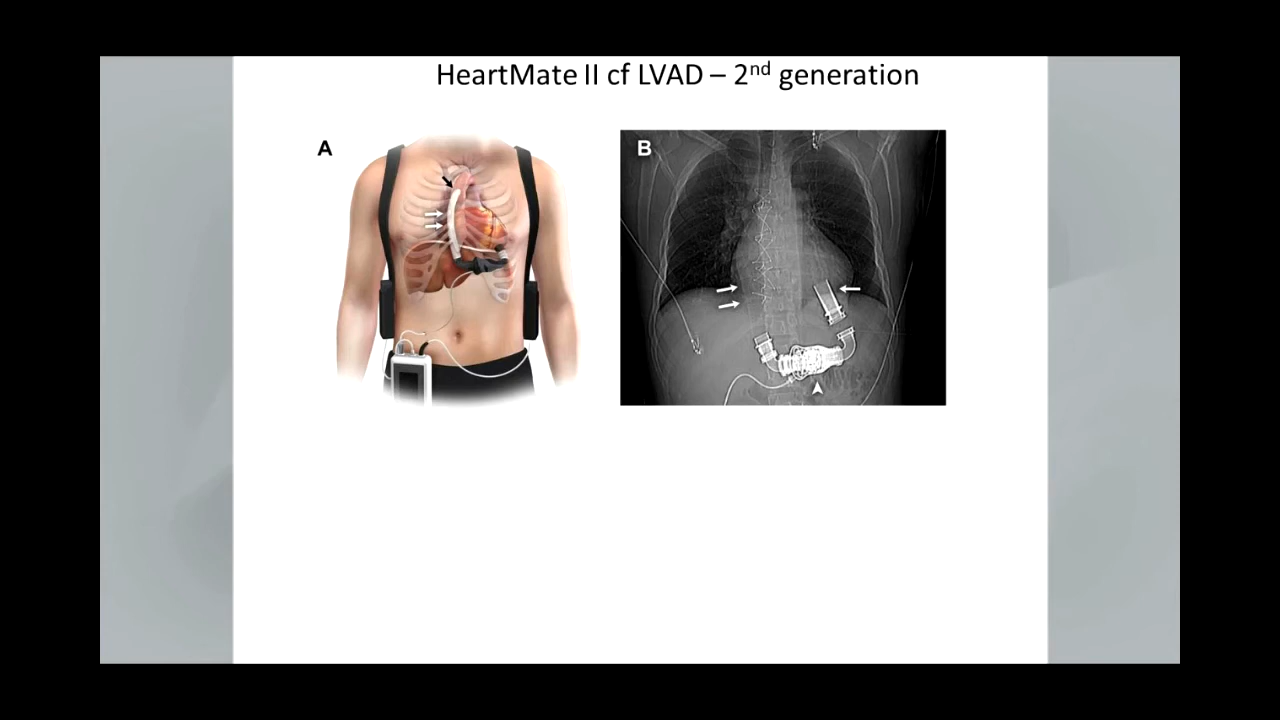 HeartMate II cf LVAD – 2nd generation
A
B